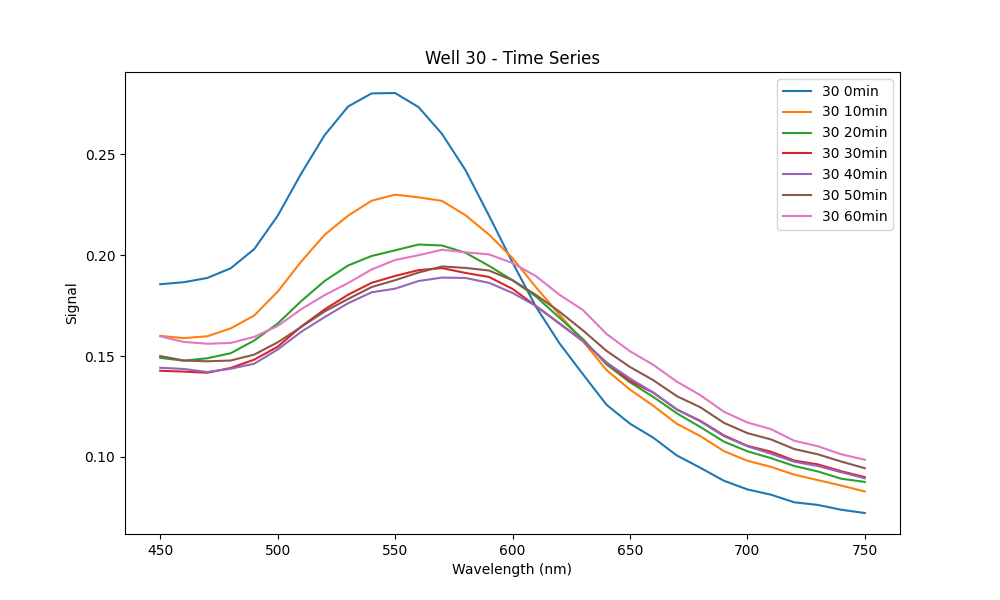 Well 30 - Time Series
30 0min
30 10min
30 20min
30 30min
30 40min
30 50min
30 60min
Signal
0.25
0.20
0.15
0.10
450 500 550 600 650 700 750
Wavelength (nm)